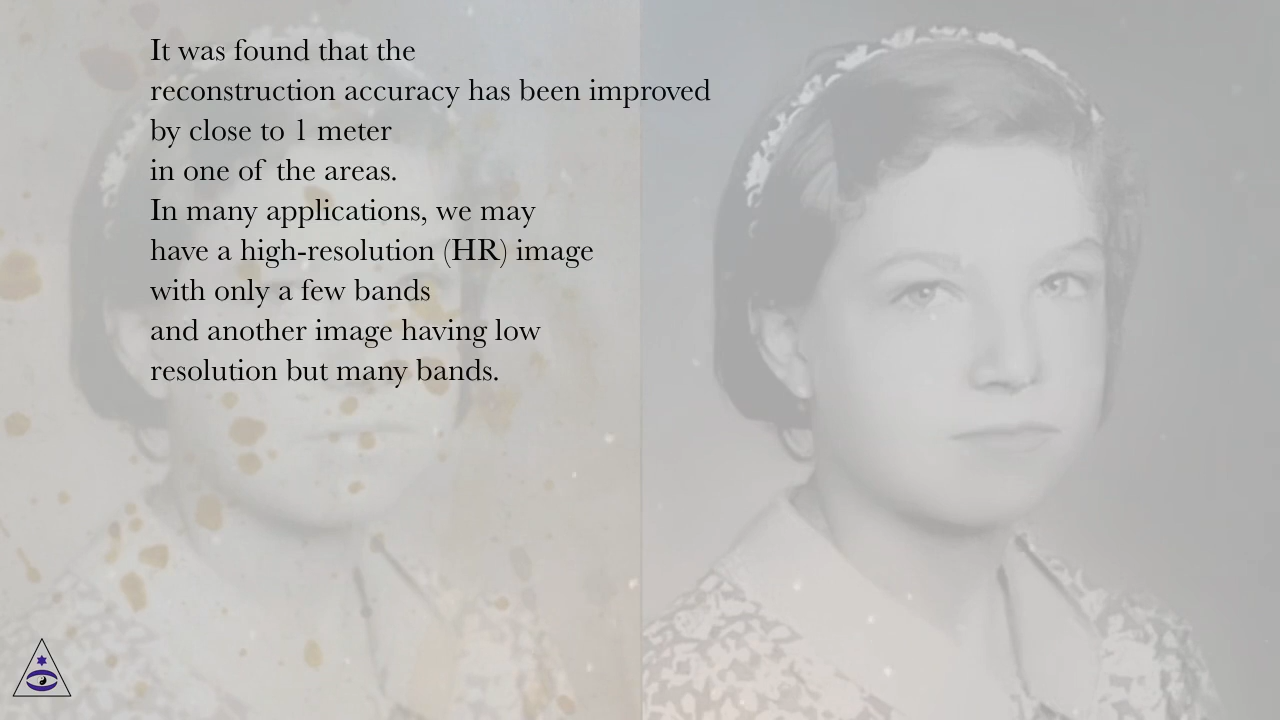 It was found that the
reconstruction accuracy has been improved
by close to 1 meter
in one of the areas.
In many applications, we may
have a high-resolution (HR) image
with only a few bands
and another image having low
resolution but many bands.